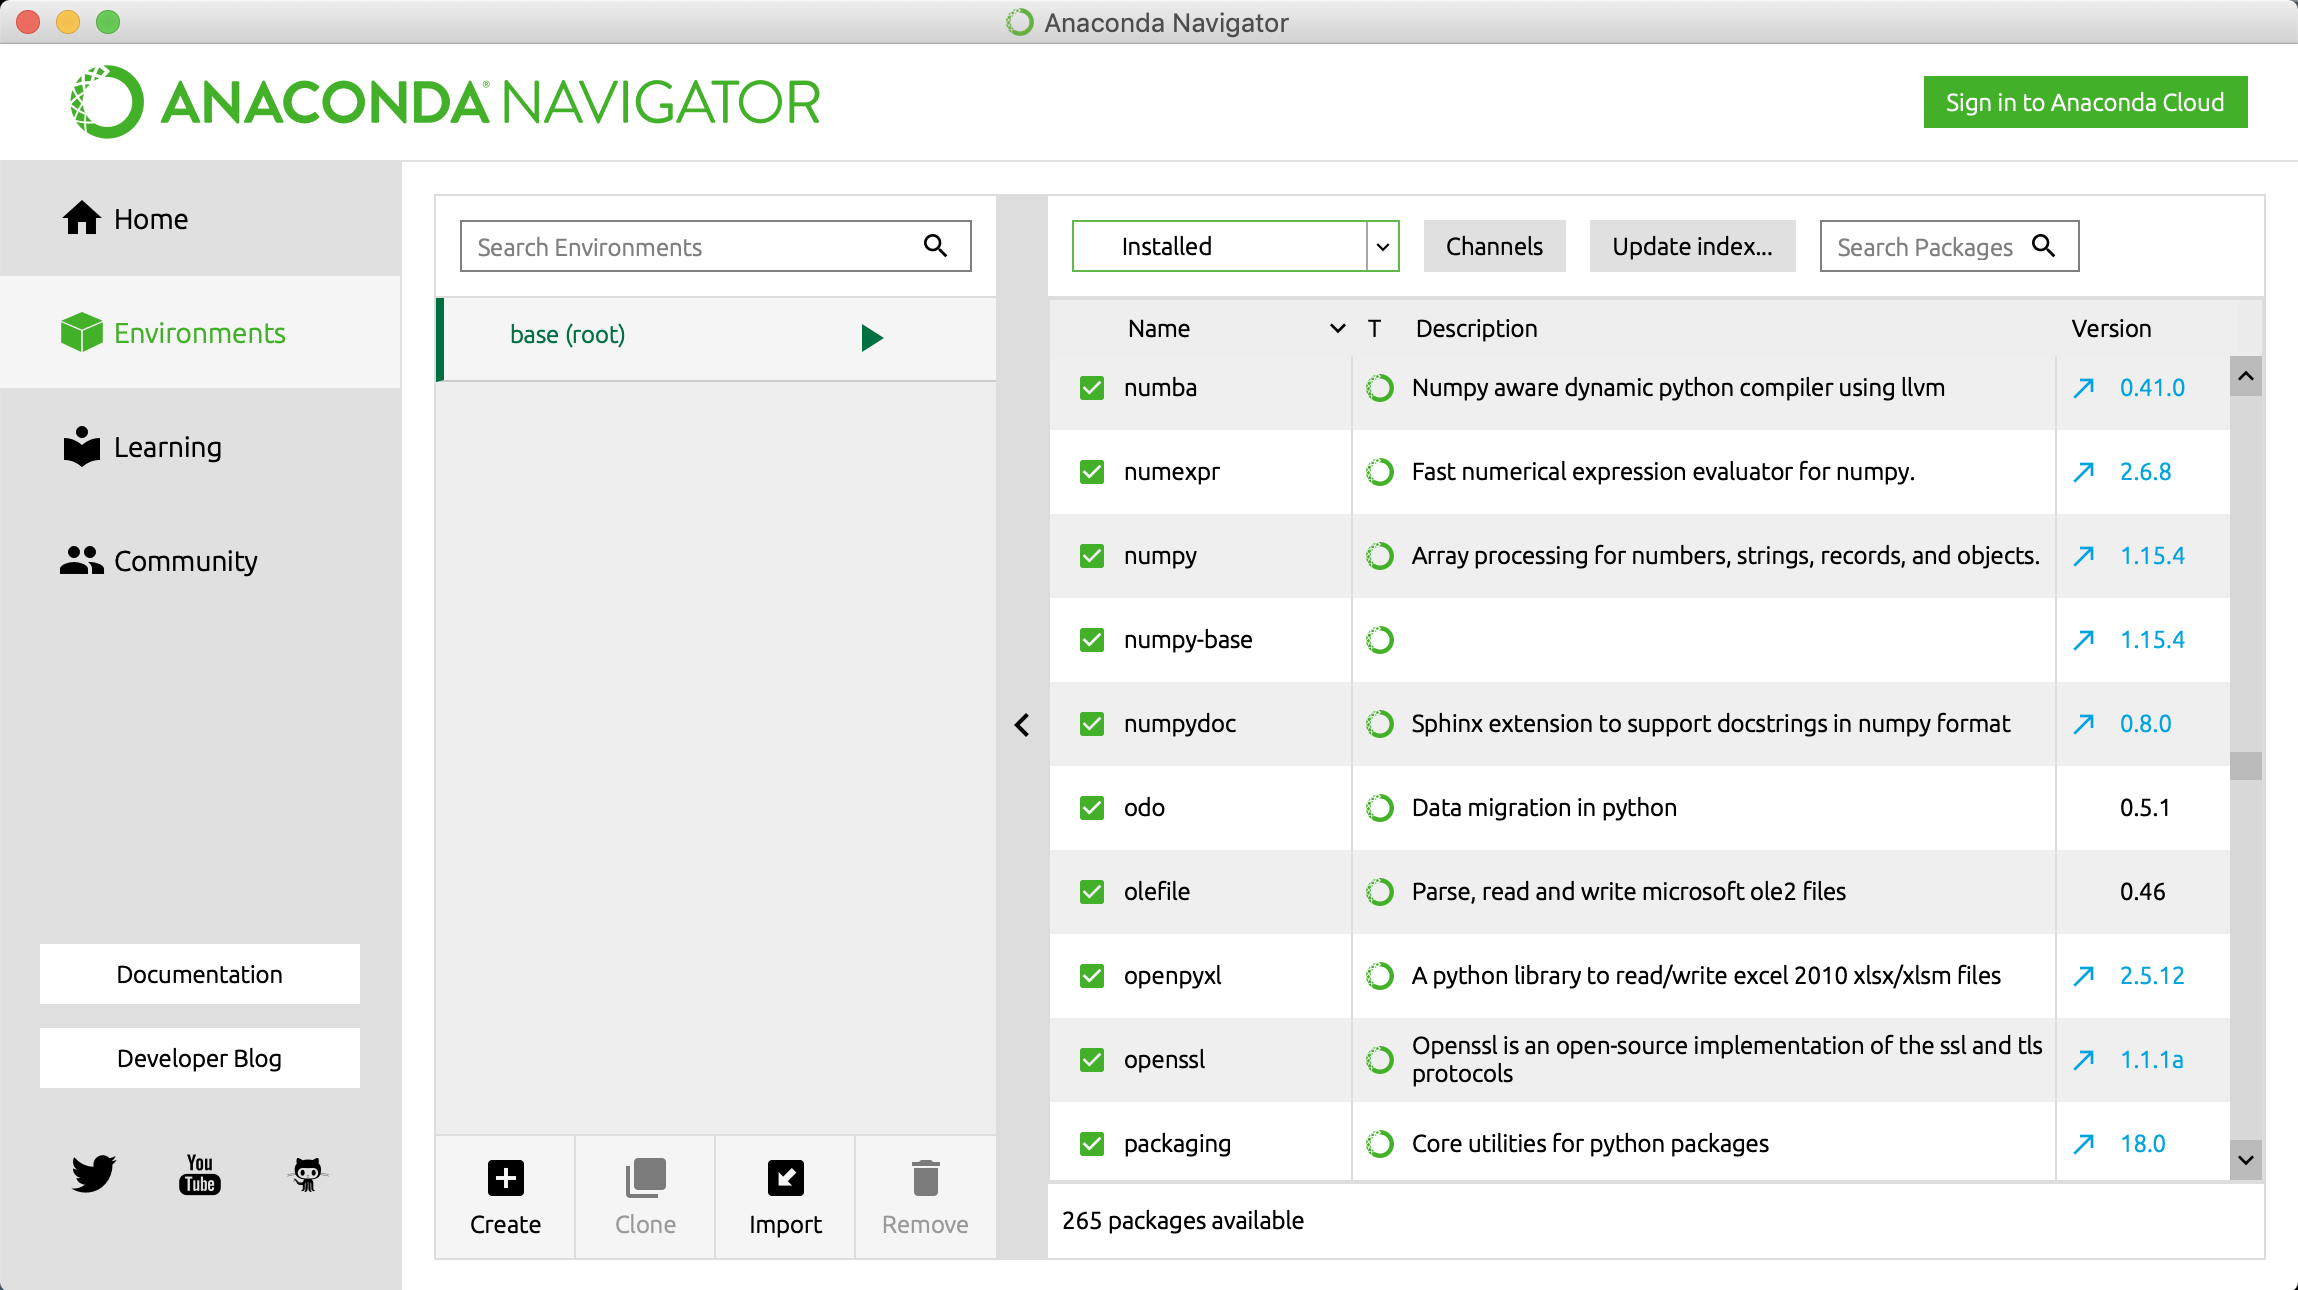 Anaconda Navigator
ANACONDA® NAVIGATOR
Sign in to Anaconda Cloud
Home
Environments
Learning
Community
Documentation
Developer Blog
You
Tube
Search Environments
base (root)
Create
Clone
Import
Remove
Installed
Channels
Update index...
Search Packages
Name T Description Version
numba Numpy aware dynamic python compiler using llvm 0.41.0
numexpr Fast numerical expression evaluator for numpy. 2.6.8
numpy Array processing for numbers, strings, records, and objects. 1.15.4
numpy-base 1.15.4
numpydoc Sphinx extension to support docstrings in numpy format 0.8.0
odo Data migration in python 0.5.1
olefile Parse, read and write microsoft ole2 files 0.46
openpyxl A python library to read/write excel 2010 xlsx/xlsm files 2.5.12
openssl Openssl is an open-source implementation of the ssl and tls
protocols 1.1.1a
packaging Core utilities for python packages 18.0
265 packages available